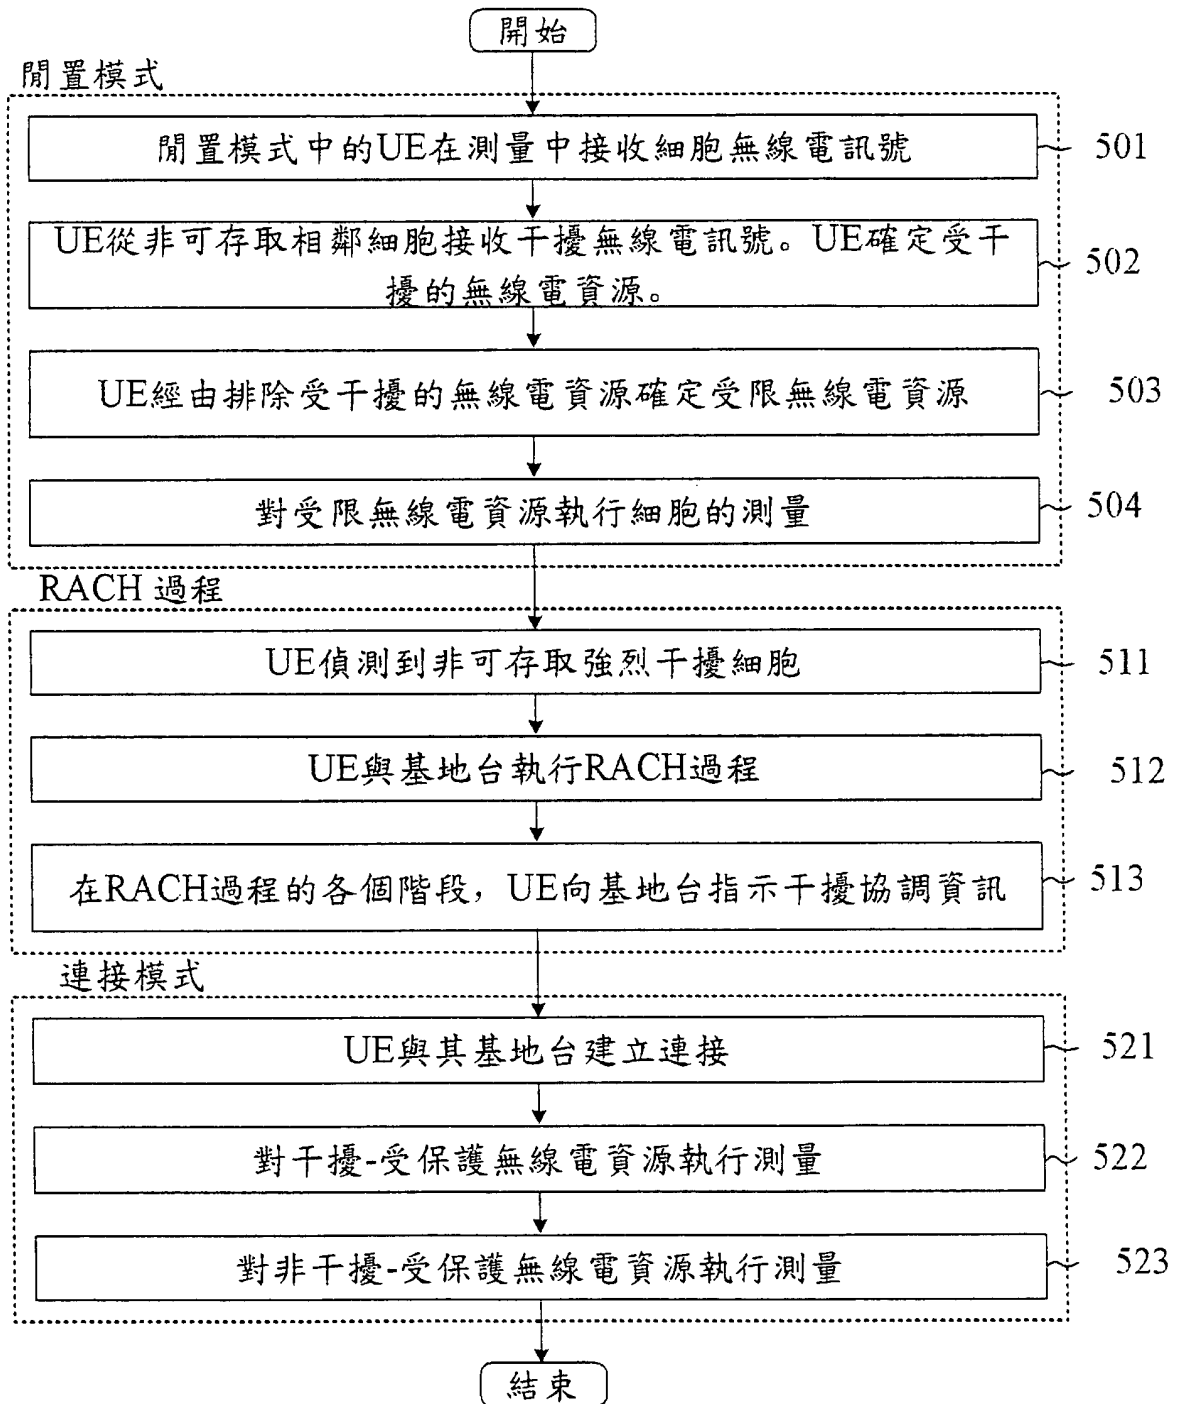 開始
閒置模式
閒置模式中的UE在測量中接收細胞無線電訊號
501
UE從非可存取相鄰細胞接收干擾無線電訊號。UE確定受干
擾的無線電資源。
502
UE經由排除受干擾的無線電資源確定受限無線電資源
503
對受限無線電資源執行細胞的測量
504
RACH 過程
UE偵測到非可存取強烈干擾細胞
511
UE與基地台執行RACH過程
512
在RACH過程的各個階段，UE向基地台指示干擾協調資訊
513
連接模式
UE與其基地台建立連接
521
對干擾-受保護無線電資源執行測量
522
對非干擾-受保護無線電資源執行測量
523
結束